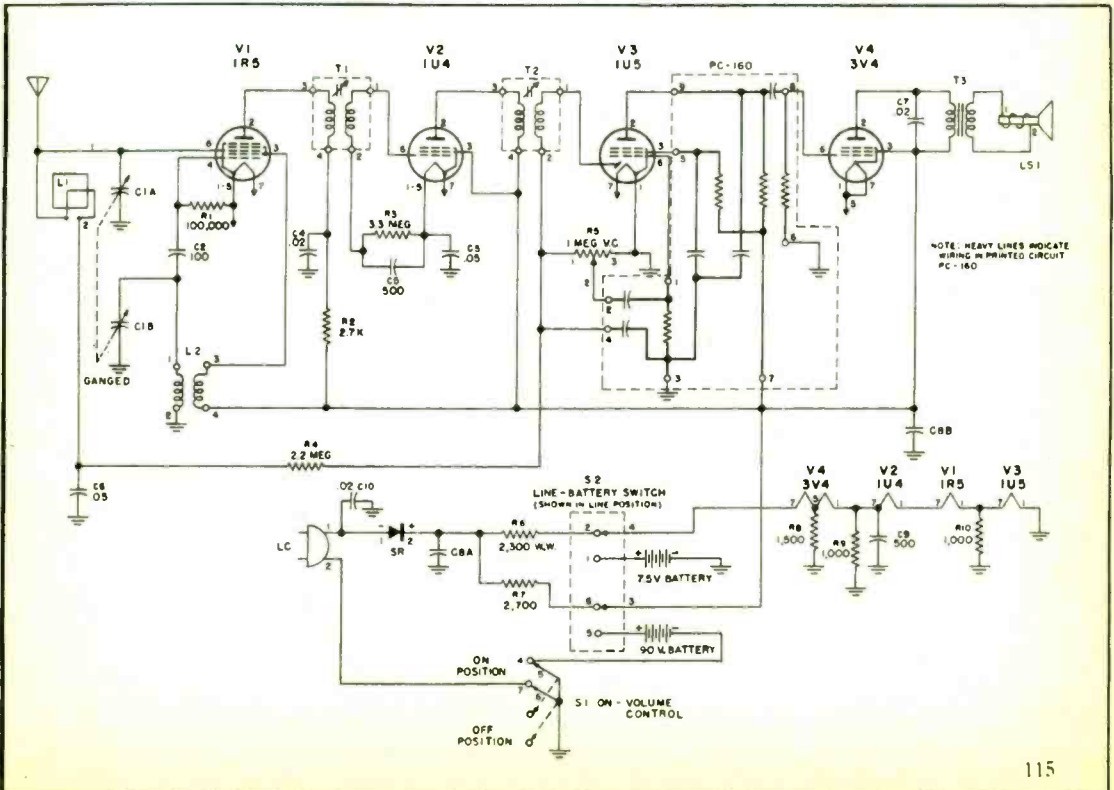 V1
1R5
T1
V2
1U4
T2
V3
1U5
PC-160
V4
3V4
C7
.02
T3
LS1
L1
C1A
R1
100,000
C2
100
C1B
GANGED
L2
C4
.02
R3
3.3 MEG
C5
500
C3
.05
R2
2.7K
R5
1 MEG V.C.
NOTE: HEAVY LINES INDICATE
WIRING IN PRINTED CIRCUIT
PC-160
R4
2.2 MEG
C6
.05
C8B
.02 C10
LC
SR
C8A
R6
2,300 W.W.
R7
2,700
S2
LINE-BATTERY SWITCH
(SHOWN IN LINE POSITION)
7.5V BATTERY
90 V. BATTERY
V4
3V4
V2
1U4
V1
1R5
V3
1U5
R8
1,500
R9
1,000
C9
500
R10
1,000
ON
POSITION
S1 ON - VOLUME
CONTROL
OFF
POSITION
115